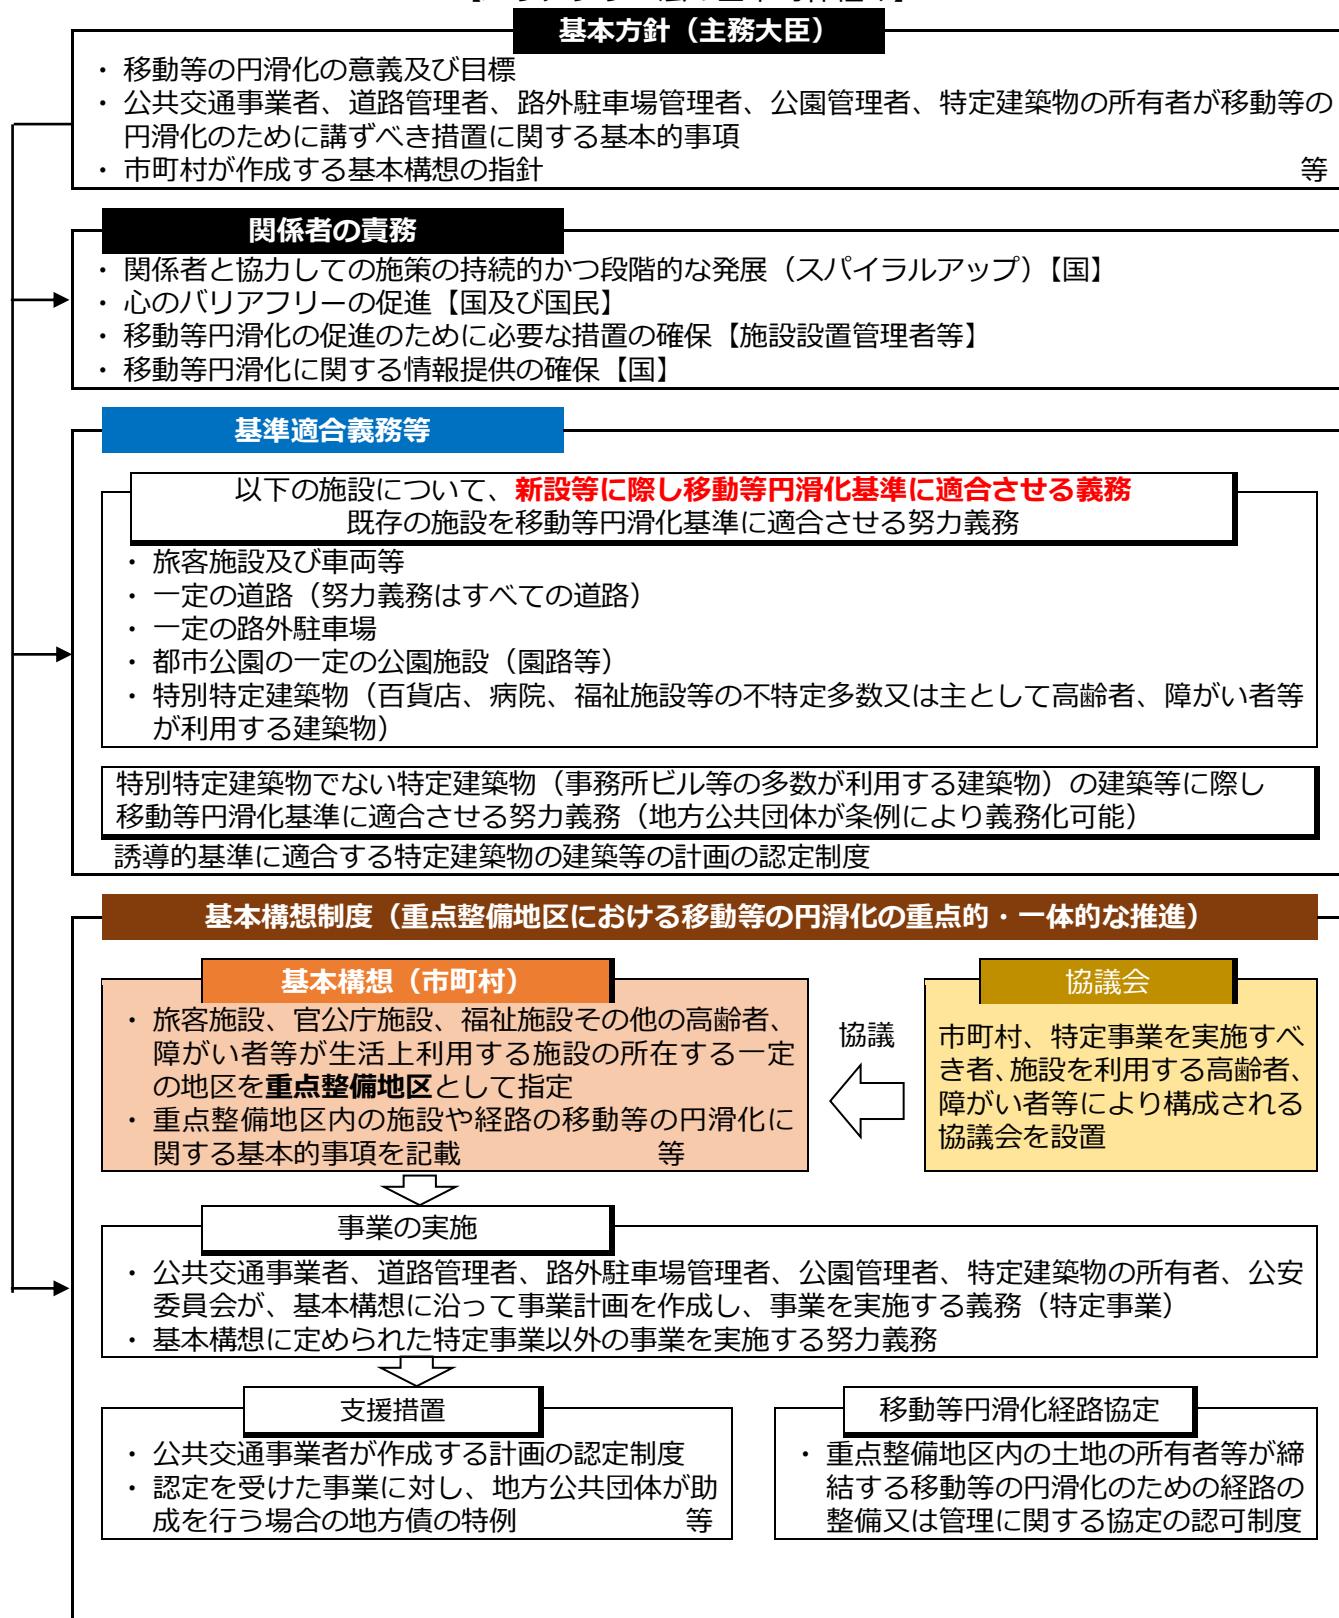 基本方針（主務大臣）
・ 移動等の円滑化の意義及び目標
・ 公共交通事業者、道路管理者、路外駐車場管理者、公園管理者、特定建築物の所有者が移動等の
円滑化のために講ずべき措置に関する基本的事項
・ 市町村が作成する基本構想の指針 等
関係者の責務
・ 関係者と協力しての施策の持続的かつ段階的な発展（スパイラルアップ）【国】
・ 心のバリアフリーの促進【国及び国民】
・ 移動等円滑化の促進のために必要な措置の確保【施設設置管理者等】
・ 移動等円滑化に関する情報提供の確保【国】
基準適合義務等
以下の施設について、新設等に際し移動等円滑化基準に適合させる義務
既存の施設を移動等円滑化基準に適合させる努力義務
・ 旅客施設及び車両等
・ 一定の道路（努力義務はすべての道路）
・ 一定の路外駐車場
・ 都市公園の一定の公園施設（園路等）
・ 特別特定建築物（百貨店、病院、福祉施設等の不特定多数又は主として高齢者、障がい者等
が利用する建築物）
特別特定建築物でない特定建築物（事務所ビル等の多数が利用する建築物）の建築等に際し
移動等円滑化基準に適合させる努力義務（地方公共団体が条例により義務化可能）
誘導的基準に適合する特定建築物の建築等の計画の認定制度
基本構想制度（重点整備地区における移動等の円滑化の重点的・一体的な推進）
基本構想（市町村）
・ 旅客施設、官公庁施設、福祉施設その他の高齢者、
障がい者等が生活上利用する施設の所在する一定
の地区を重点整備地区として指定
・ 重点整備地区内の施設や経路の移動等の円滑化に
関する基本的事項を記載 等
協議
協議会
市町村、特定事業を実施すべ
き者、施設を利用する高齢者、
障がい者等により構成される
協議会を設置
事業の実施
・ 公共交通事業者、道路管理者、路外駐車場管理者、公園管理者、特定建築物の所有者、公安
委員会が、基本構想に沿って事業計画を作成し、事業を実施する義務（特定事業）
・ 基本構想に定められた特定事業以外の事業を実施する努力義務
支援措置
・ 公共交通事業者が作成する計画の認定制度
・ 認定を受けた事業に対し、地方公共団体が助
成を行う場合の地方債の特例 等
移動等円滑化経路協定
・ 重点整備地区内の土地の所有者等が締
結する移動等の円滑化のための経路の
整備又は管理に関する協定の認可制度